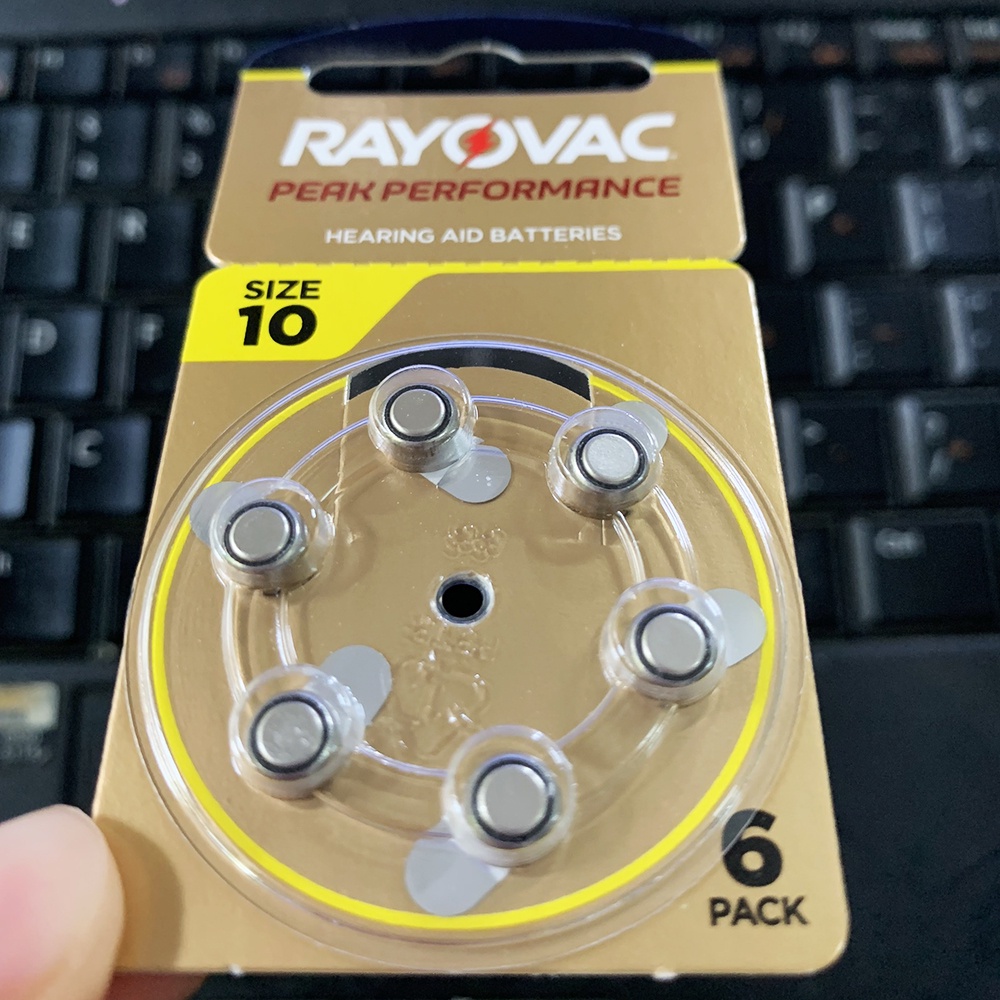 RAYOVAC
PEAK PERFORMANCE
HEARING AID BATTERIES
SIZE
10
6
PACK